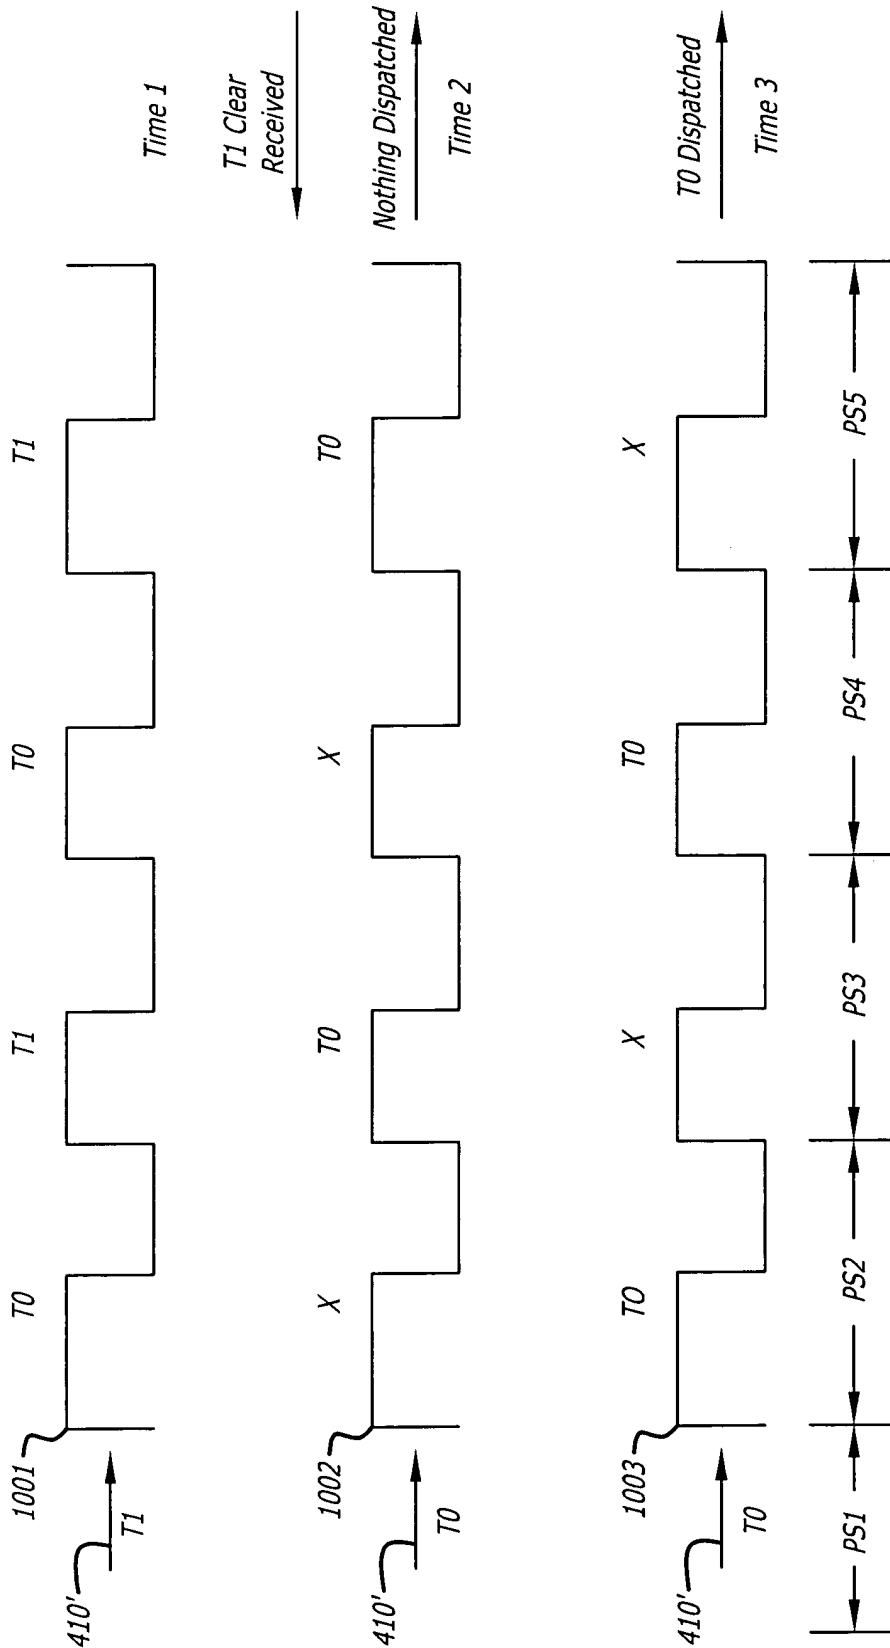 1001 T0 T1 T0 T1
410'
T1
Time 1
T1 Clear
Received
1002 X T0 X T0
410'
Nothing Dispatched
T0
Time 2
1003 TO X T0 X
410'
T0 Dispatched
T0
Time 3
PS1 PS2 PS3 PS4 PS5